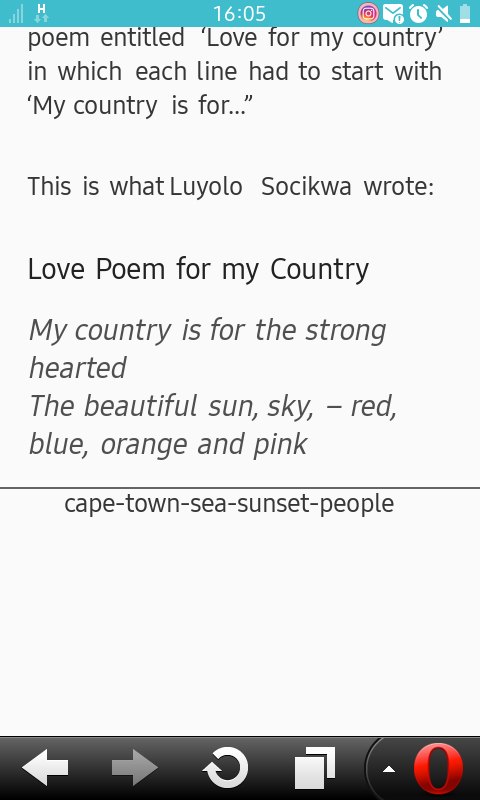 16:05
H
poem entitled ‘Love for my country’
in which each line had to start with
‘My country is for...”
This is what Luyolo Socikwa wrote:
Love Poem for my Country
My country is for the strong
hearted
The beautiful sun, sky, – red,
blue, orange and pink
cape-town-sea-sunset-people